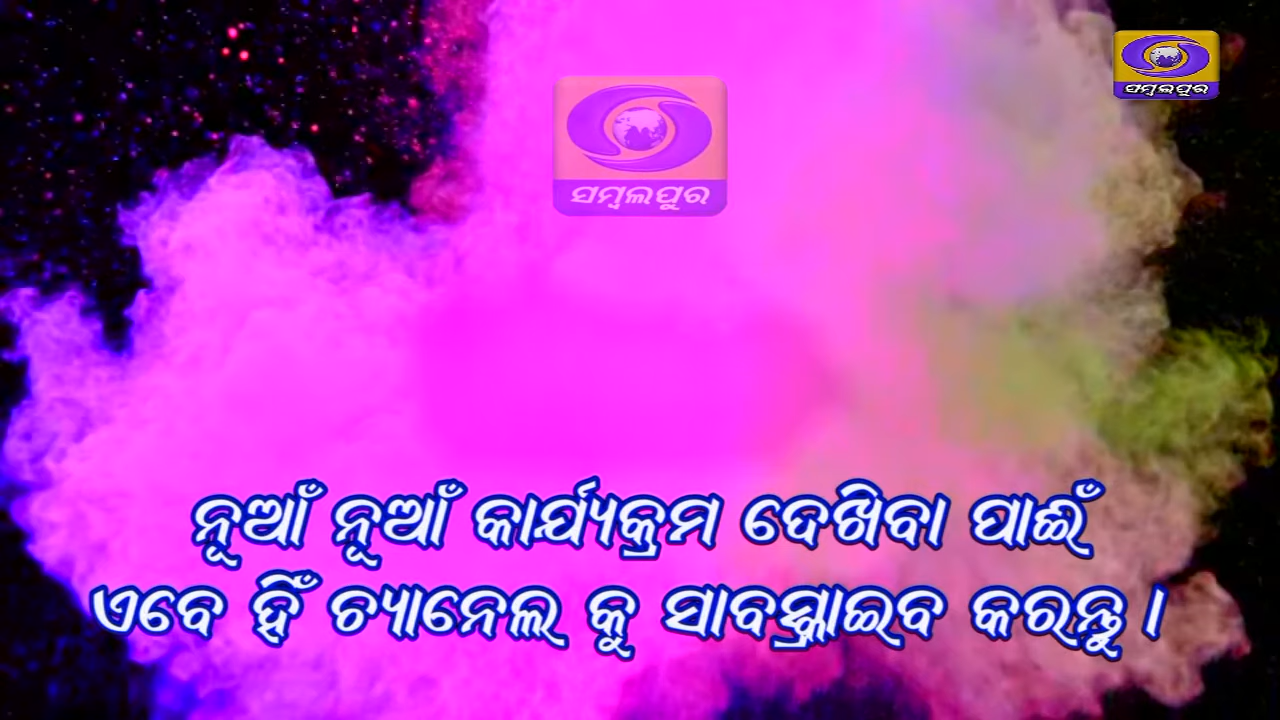 ସମ୍ବଲପୁର
ସମ୍ବଲପୁର
ନୂଆଁ ନୂଆଁ କାର୍ଯ୍ୟକ୍ରମ ଦେଖିବା ପାଇଁ
ଏବେ ହିଁ ଚ୍ୟାନେଲ କୁ ସାବସ୍କ୍ରାଇବ କରନ୍ତୁ ।